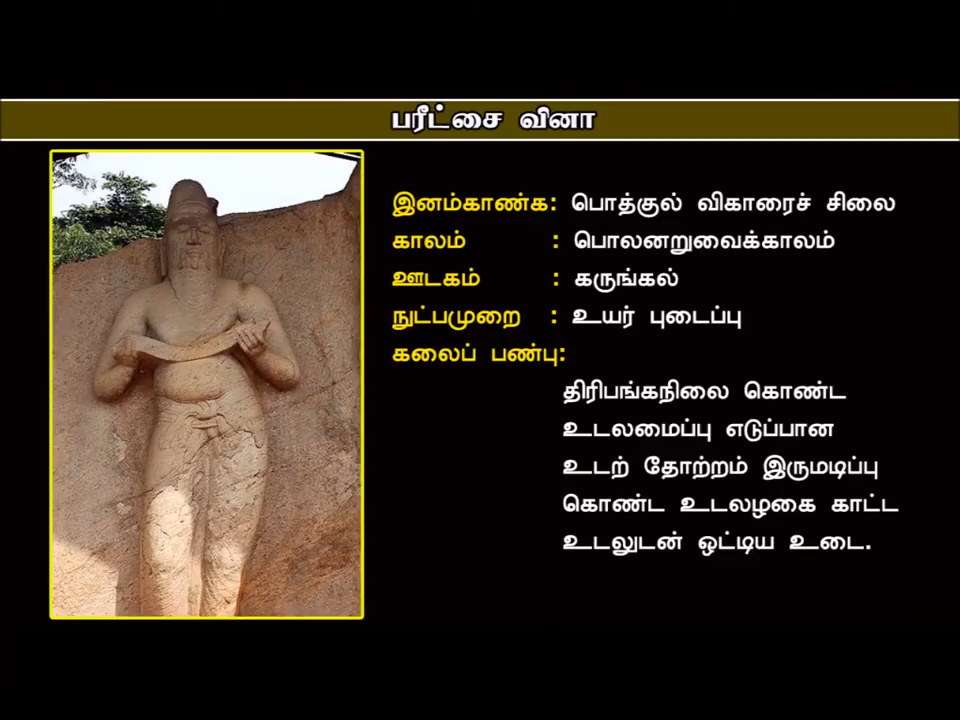 பரீட்சை வினா
இனம்காண்க: பொத்குல் விகாரைச் சிலை
காலம் : பொலனறுவைக்காலம்
ஊடகம் : கருங்கல்
நுட்பமுறை : உயர் புடைப்பு
கலைப் பண்பு:
திரிபங்கநிலை கொண்ட
உடலமைப்பு எடுப்பான
உடற் தோற்றம் இருமடிப்பு
கொண்ட உடலழகை காட்ட
உடலுடன் ஒட்டிய உடை.